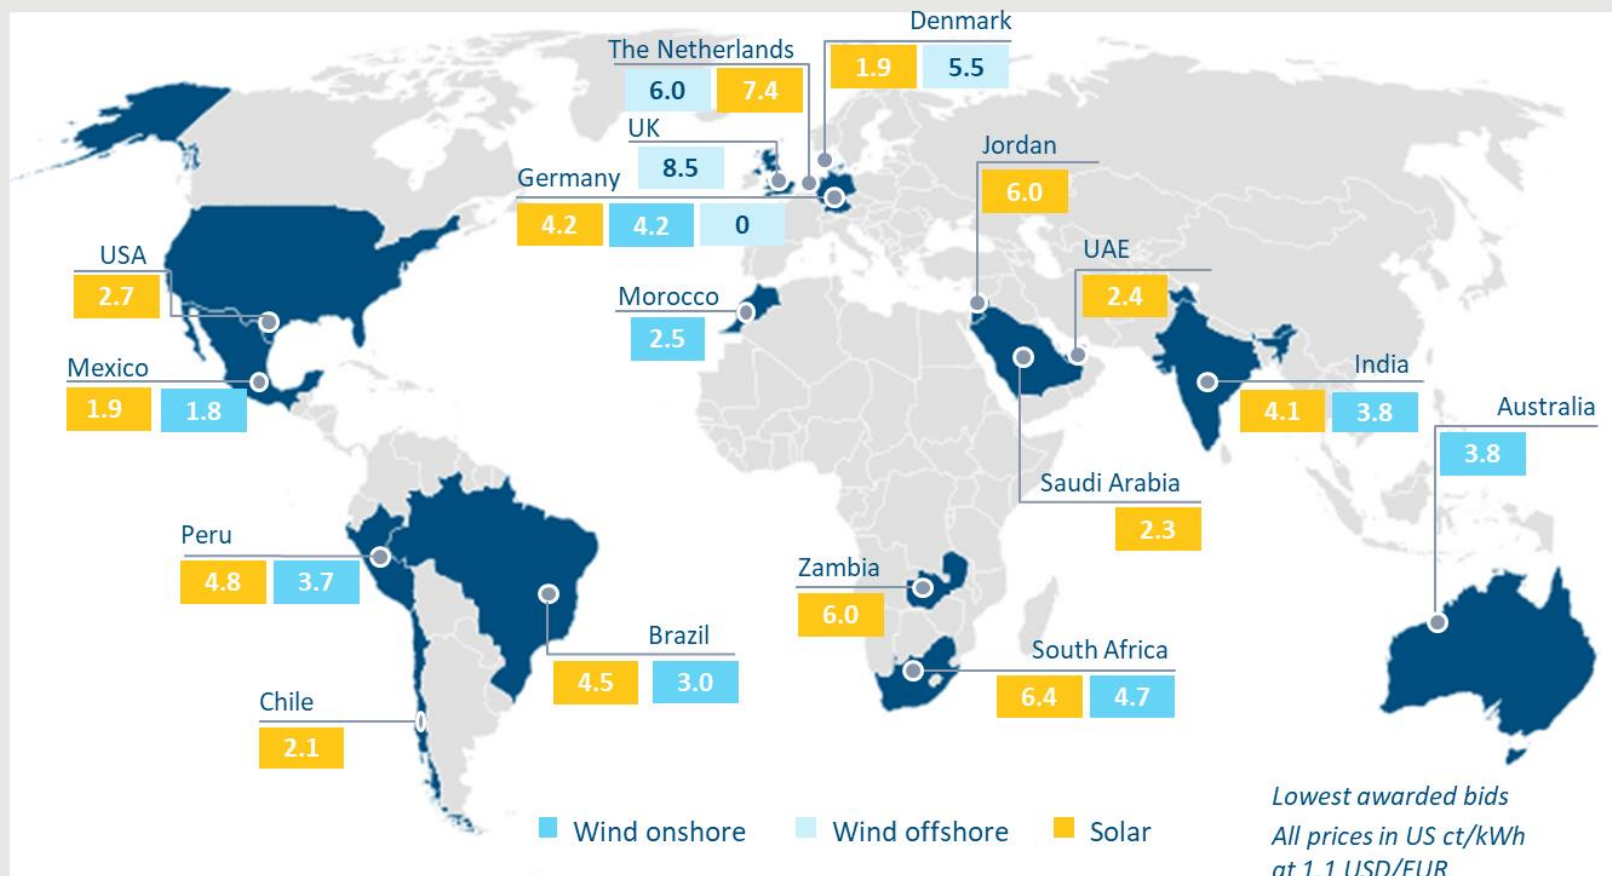 Denmark
1.9 5.5
The Netherlands
6.0 7.4
UK
8.5
Germany
4.2 4.2 0
Jordan
6.0
UAE
2.4
USA
2.7
Morocco
2.5
Mexico
1.9 1.8
India
4.1 3.8
Australia
3.8
Saudi Arabia
2.3
Peru
4.8 3.7
Zambia
6.0
Brazil
4.5 3.0
South Africa
6.4 4.7
Chile
2.1
Wind onshore Wind offshore Solar
Lowest awarded bids
All prices in US ct/kWh
at 1.1 USD/EUR